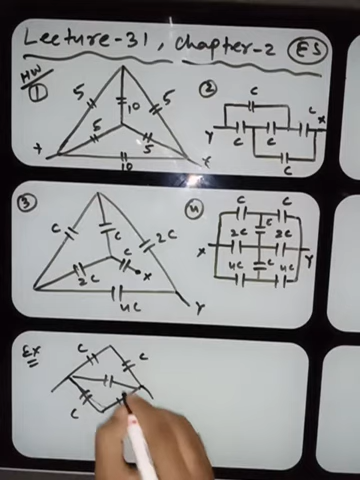 Lecture-31, chapter-2 (ES)
HW
① 5 10 5 5 5 10 X X
② C C X Y C C C
③ C C 2C 2C C X 4C Y
④ C C C X 2C 2C Y C 4C 4C
Ex C C C